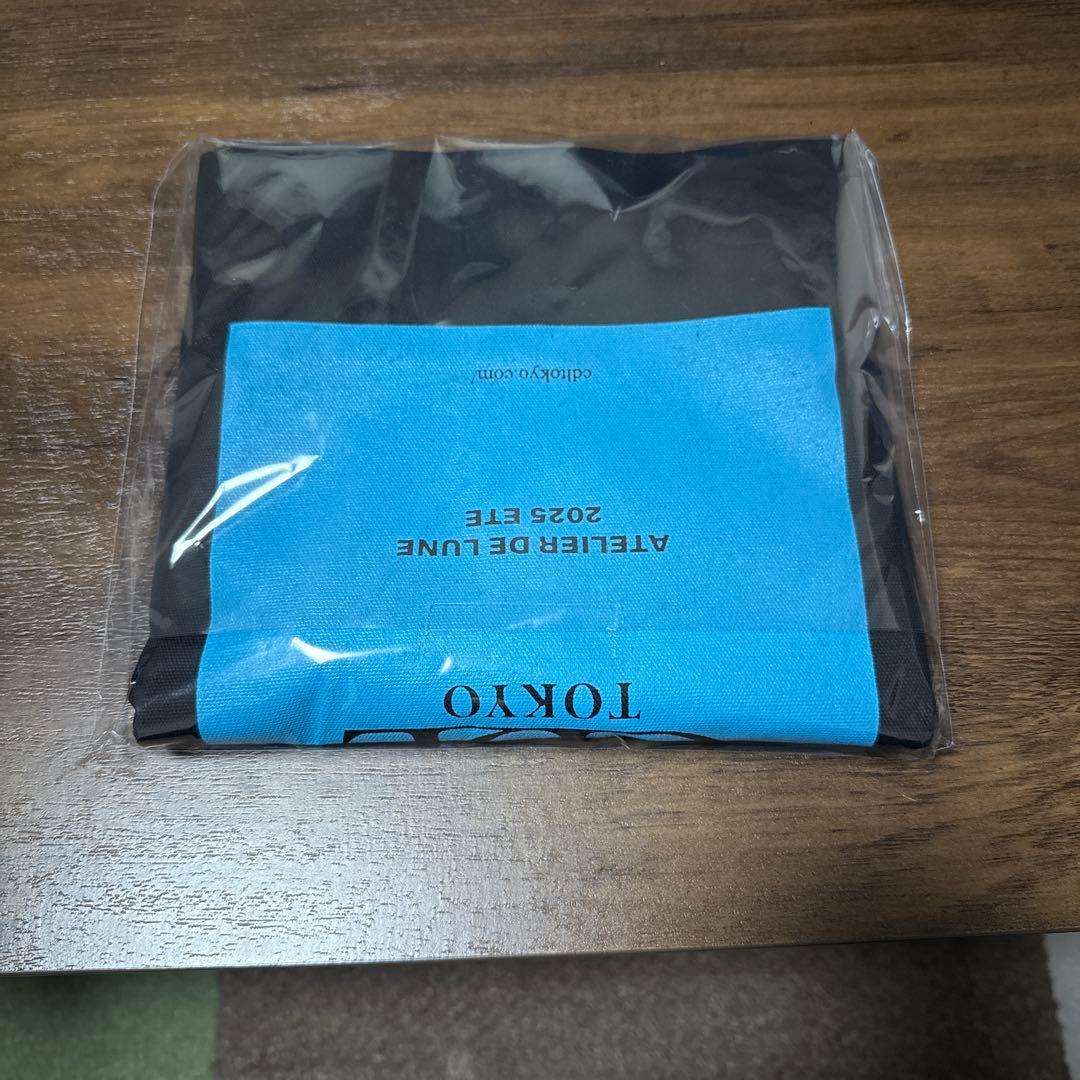 TOKYO
ATELIER DE LUNE
2025 ETE
cdltokyo.com/